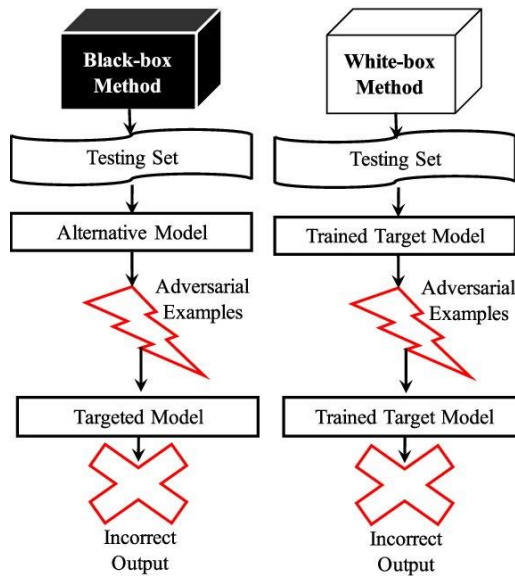 Black-box
Method
Testing Set
Alternative Model
Adversarial
Examples
Targeted Model
Incorrect
Output
White-box
Method
Testing Set
Trained Target Model
Adversarial
Examples
Trained Target Model
Incorrect
Output